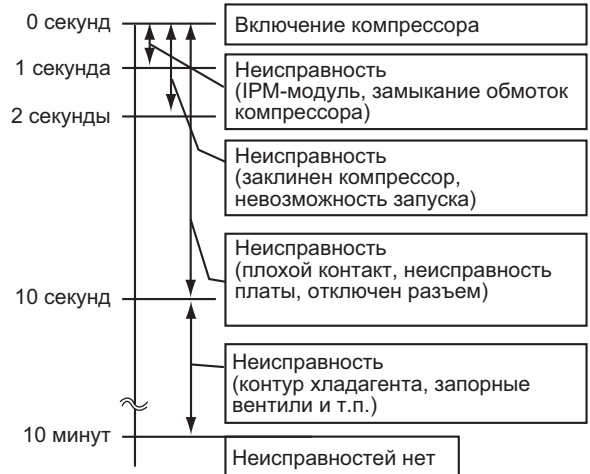 0 секунд
Включение компрессора
1 секунда
Неисправность
(IPM-модуль, замыкание обмоток
компрессора)
2 секунды
Неисправность
(заклинен компрессор,
невозможность запуска)
Неисправность
(плохой контакт, неисправность
платы, отключен разъем)
10 секунд
Неисправность
(контур хладагента, запорные
вентили и т.п.)
10 минут
Неисправностей нет